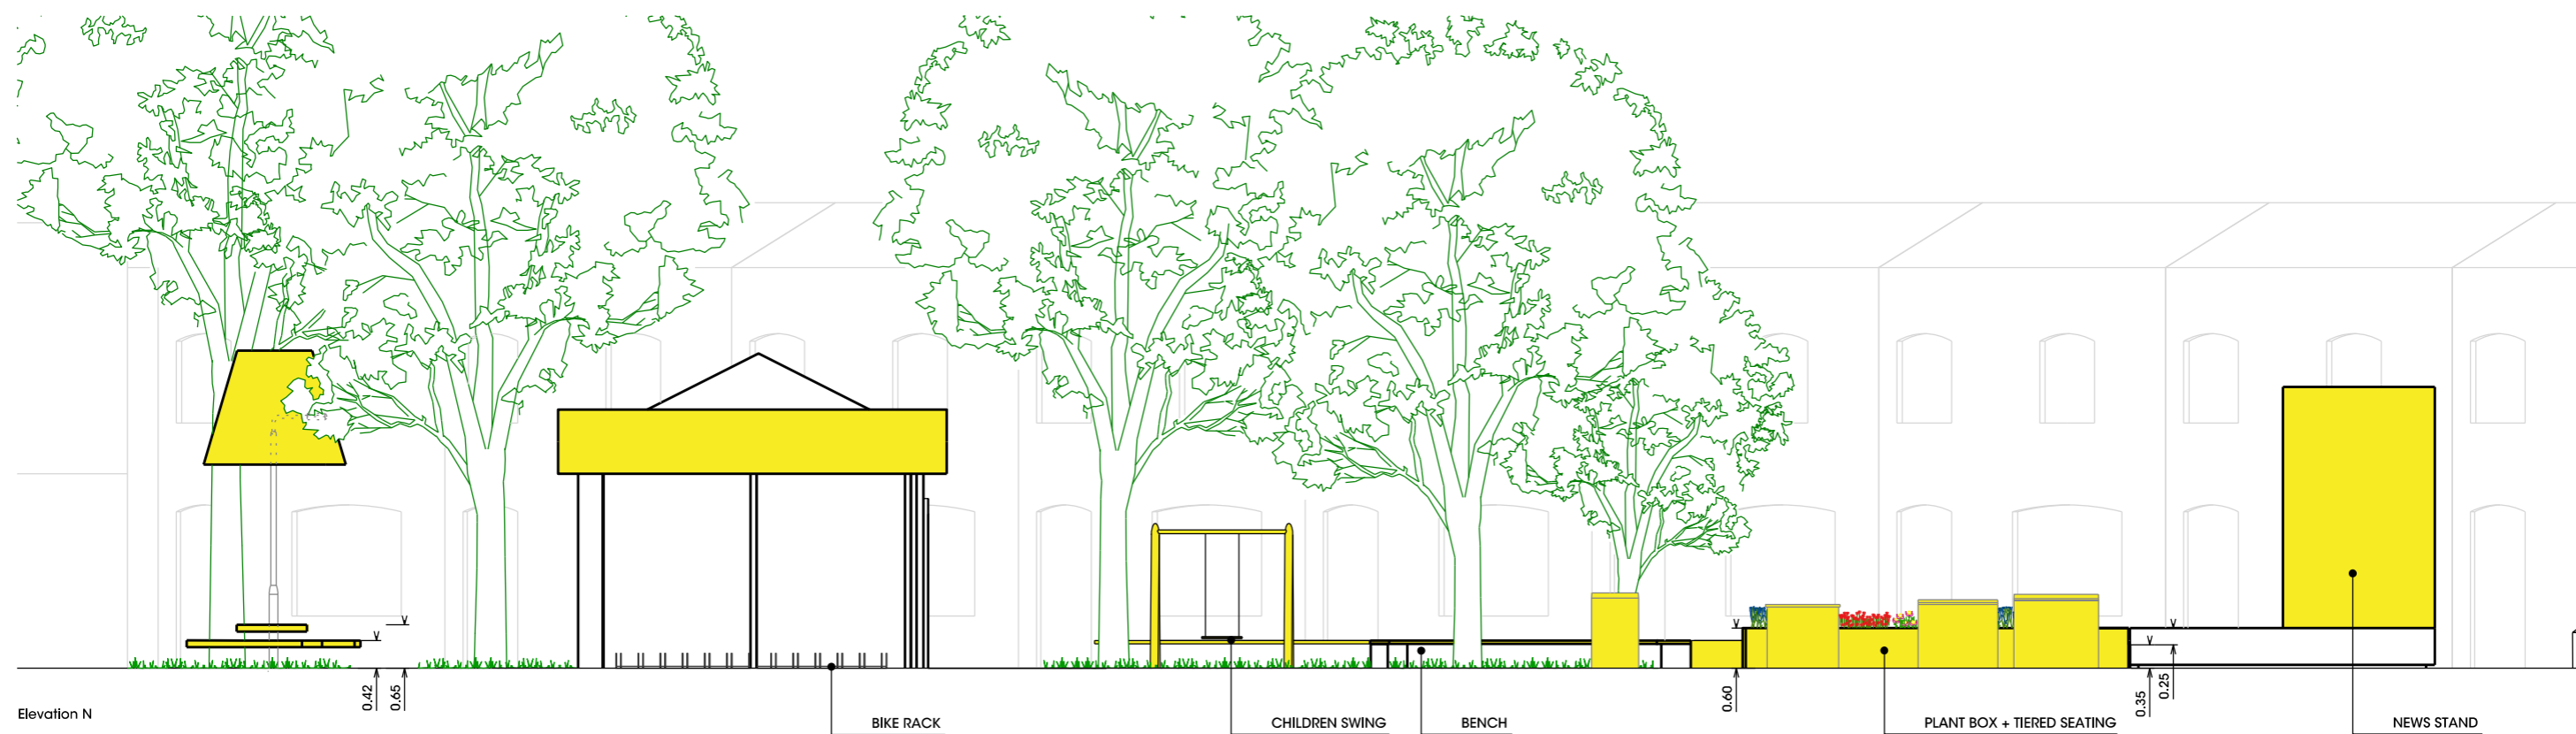 0.42
0.65
0.60
0.35
0.25
Elevation N
BIKE RACK
CHILDREN SWING
BENCH
PLANT BOX + TIERED SEATING
NEWS STAND